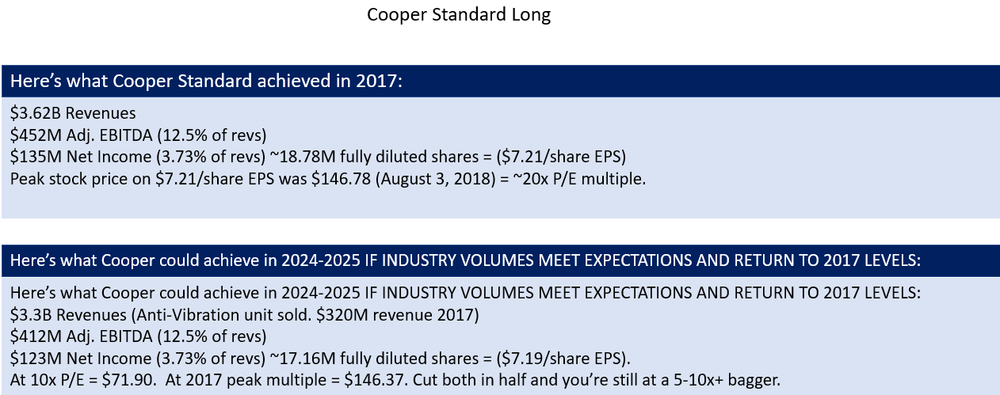 Cooper Standard Long
Here’s what Cooper Standard achieved in 2017:
$3.62B Revenues
$452M Adj. EBITDA (12.5% of revs)
$135M Net Income (3.73% of revs) ~18.78M fully diluted shares = ($7.21/share EPS)
Peak stock price on $7.21/share EPS was $146.78 (August 3, 2018) = ~20x P/E multiple.
Here’s what Cooper could achieve in 2024-2025 IF INDUSTRY VOLUMES MEET EXPECTATIONS AND RETURN TO 2017 LEVELS:
Here’s what Cooper could achieve in 2024-2025 IF INDUSTRY VOLUMES MEET EXPECTATIONS AND RETURN TO 2017 LEVELS:
$3.3B Revenues (Anti-Vibration unit sold. $320M revenue 2017)
$412M Adj. EBITDA (12.5% of revs)
$123M Net Income (3.73% of revs) ~17.16M fully diluted shares = ($7.19/share EPS).
At 10x P/E = $71.90.  At 2017 peak multiple = $146.37. Cut both in half and you’re still at a 5-10x+ bagger.